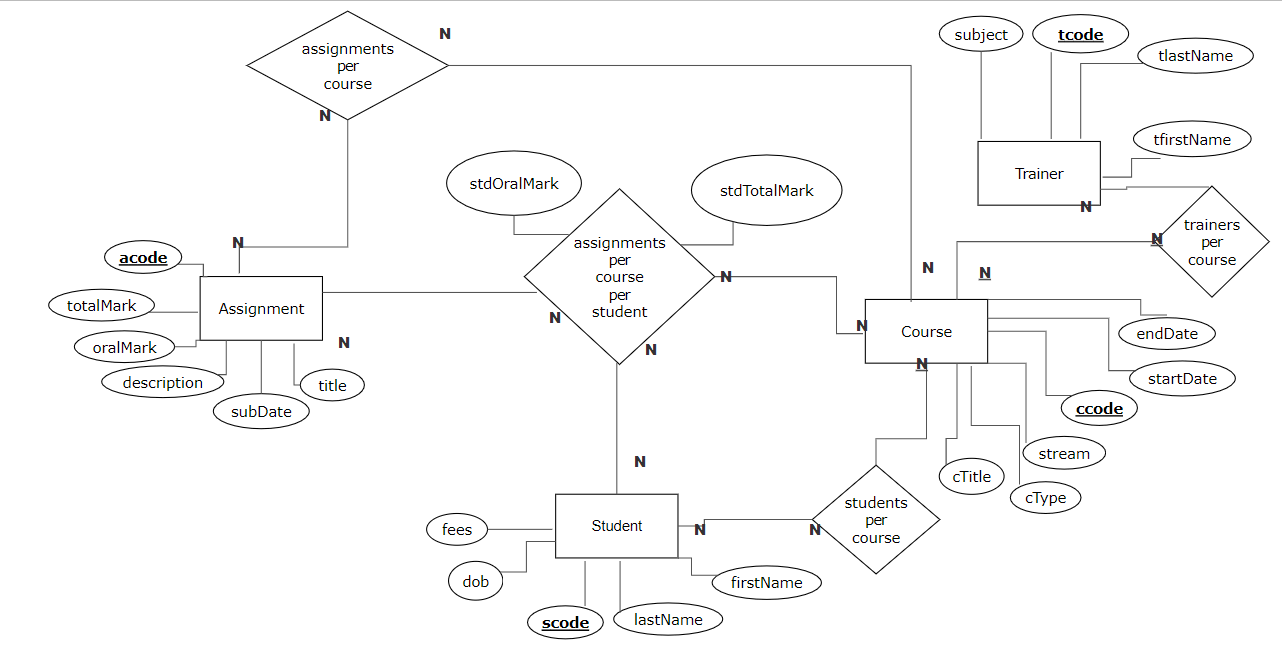 N
assignments
per
course
N
subject
tcode
tlastName
tfirstName
Trainer
N
trainers
per
course
N
N
N
stdOralMark
stdTotalMark
assignments
per
course
per
student
N
N
N
N
acode
totalMark
oralMark
description
subDate
title
Assignment
N
N
Course
N
endDate
startDate
ccode
stream
cType
cTitle
students
per
course
N
N
N
Student
fees
dob
scode
lastName
firstName